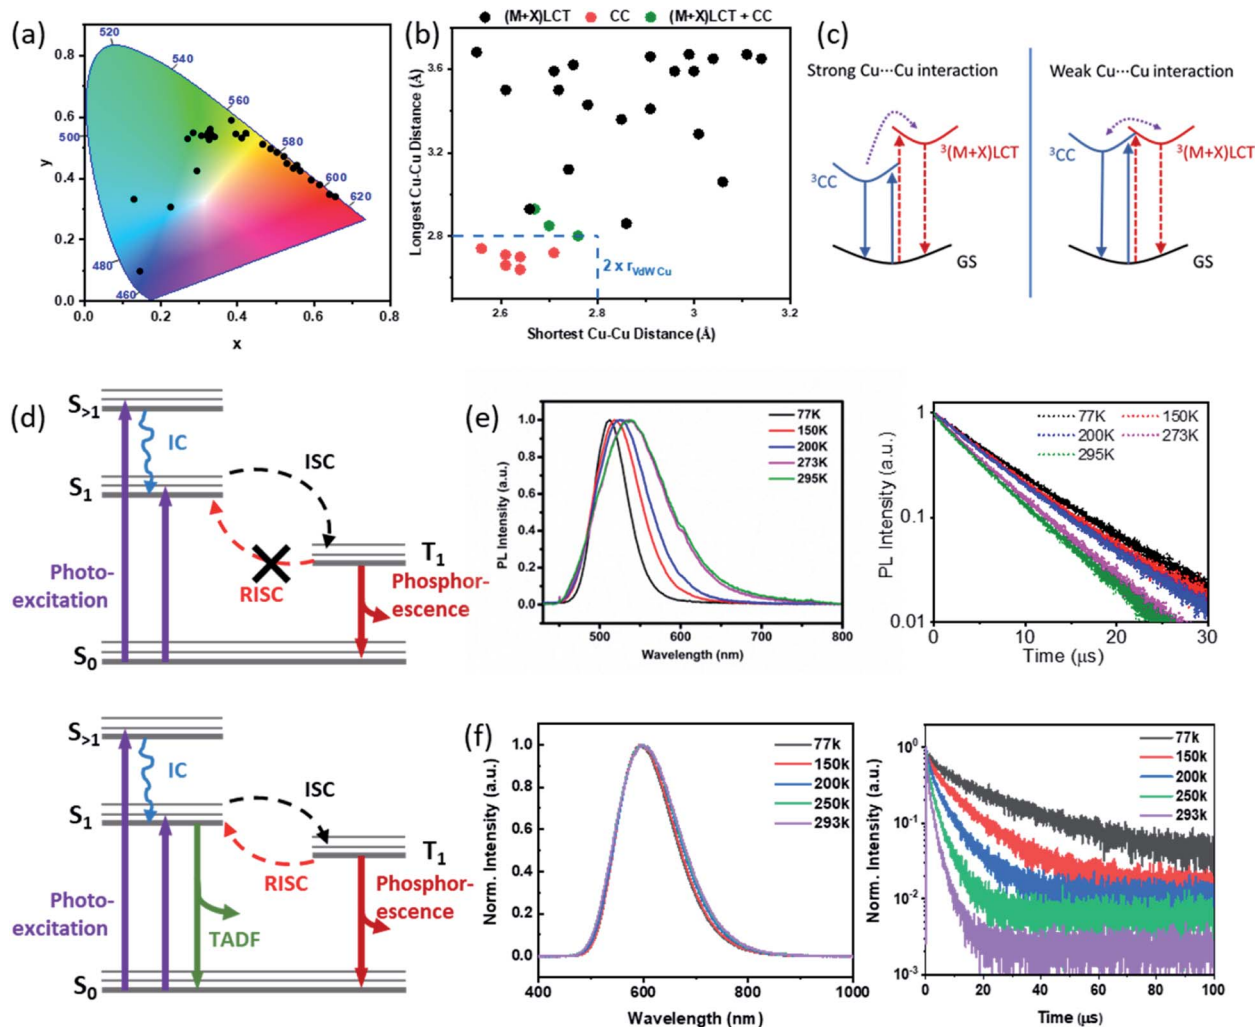 (a)
520
540
560
500
580
600
620
480
460
0.8
0.6
0.4
0.2
0.0
y
0.0 0.2 0.4 0.6 0.8
x
(M+X)LCT CC (M+X)LCT + CC
(b)
4.0
3.6
3.2
2.8
Longest Cu-Cu Distance (Å)
2 x rVdW Cu
2.6 2.8 3 3.2
Shortest Cu-Cu Distance (Å)
(c)
Strong Cu···Cu interaction
Weak Cu···Cu interaction
3(M+X)LCT
3CC
GS
3CC
3(M+X)LCT
GS
(d)
S>1
IC
ISC
S1
T1
RISC
Photo-
excitation
Phosphor-
escence
S0
S>1
IC
ISC
S1
T1
RISC
Photo-
excitation
TADF
Phosphor-
escence
S0
(e)
1.0
0.8
0.6
0.4
0.2
0.0
PL Intensity (a.u.)
77K
150K
200K
273K
295K
500 600 700 800
Wavelength (nm)
1
0.1
0.01
PL Intensity (a.u.)
77K 150K
200K 273K
295K
0 10 20 30
Time (μs)
(f)
1.0
0.8
0.6
0.4
0.2
0.0
Norm. Intensity (a.u.)
77k
150k
200k
250k
293k
400 500 600 700 800 900 1000
Wavelength (nm)
10⁰
10⁻¹
10⁻²
10⁻³
Norm. Intensity (a.u.)
77k
150k
200k
250k
293k
0 20 40 60 80 100
Time (μs)